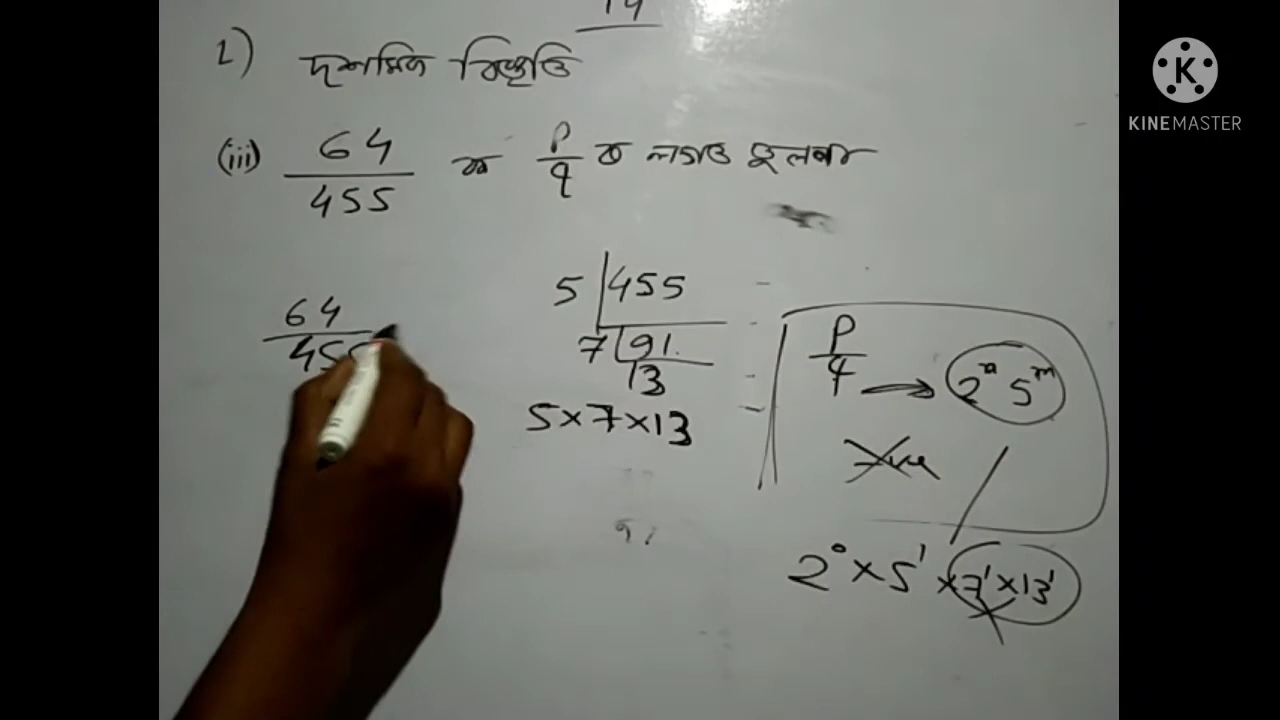 14
1) দশমিক বিস্তৃতি
(iii) 64/455 ক p/q ৰ লগত তুলনা
64
455
5 | 455
7 | 91
13
5×7×13
p/q → 2ⁿ 5ᵐ
2⁰ × 5¹ × 7¹ × 13¹
KINEMASTER